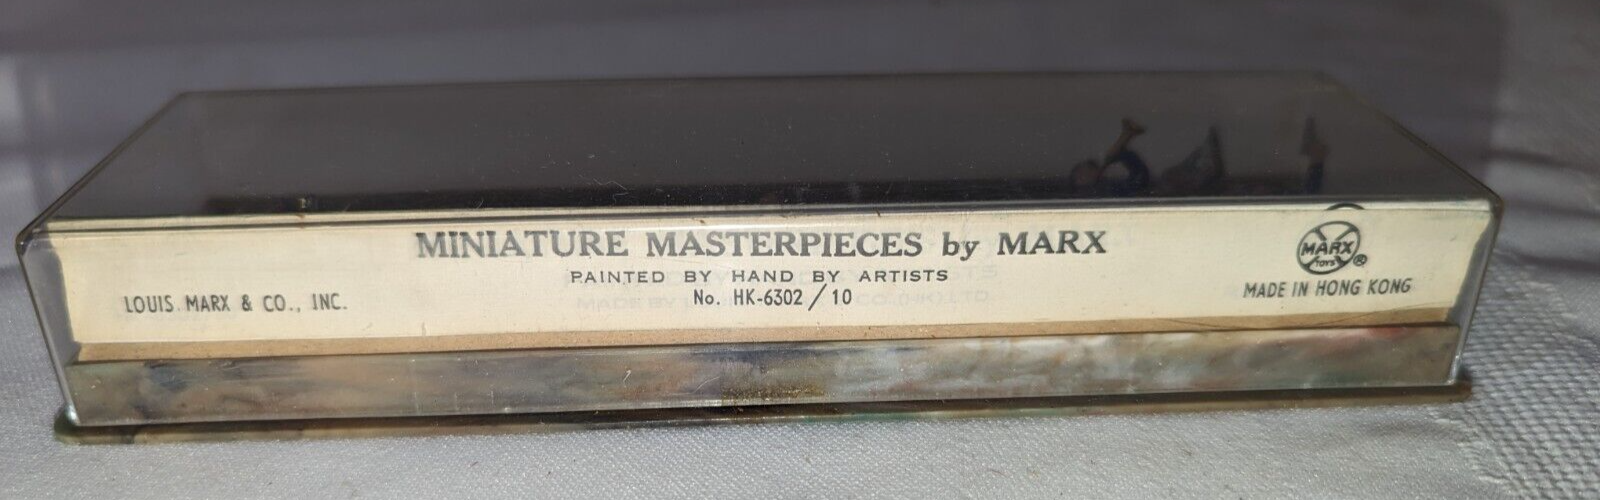 MINIATURE MASTERPIECES by MARX
PAINTED BY HAND BY ARTISTS
No. HK-6302/10
LOUIS MARX & CO., INC.
MARX
TOYS
®
MADE IN HONG KONG